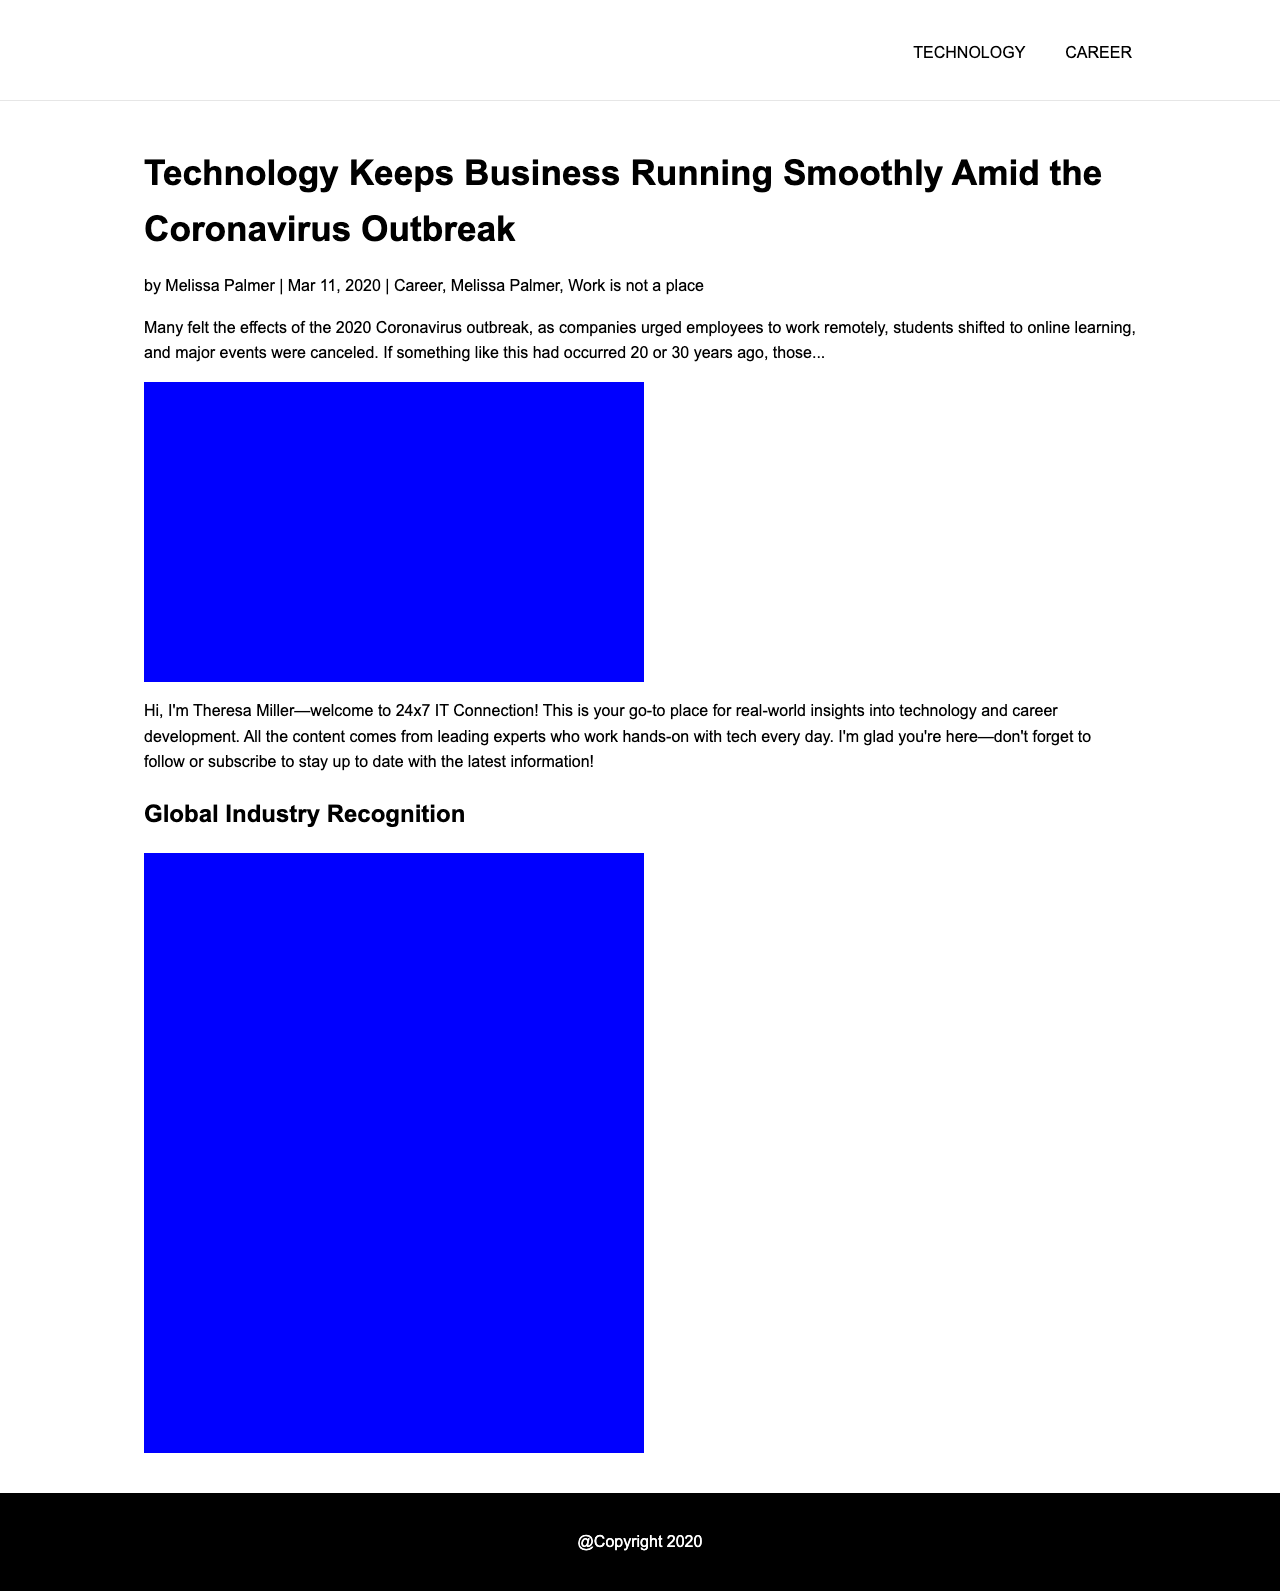 TECHNOLOGY CAREER
Technology Keeps Business Running Smoothly Amid the
Coronavirus Outbreak
by Melissa Palmer | Mar 11, 2020 | Career, Melissa Palmer, Work is not a place
Many felt the effects of the 2020 Coronavirus outbreak, as companies urged employees to work remotely, students shifted to online learning,
and major events were canceled. If something like this had occurred 20 or 30 years ago, those...
Hi, I'm Theresa Miller—welcome to 24x7 IT Connection! This is your go-to place for real-world insights into technology and career
development. All the content comes from leading experts who work hands-on with tech every day. I'm glad you're here—don't forget to
follow or subscribe to stay up to date with the latest information!
Global Industry Recognition
@Copyright 2020